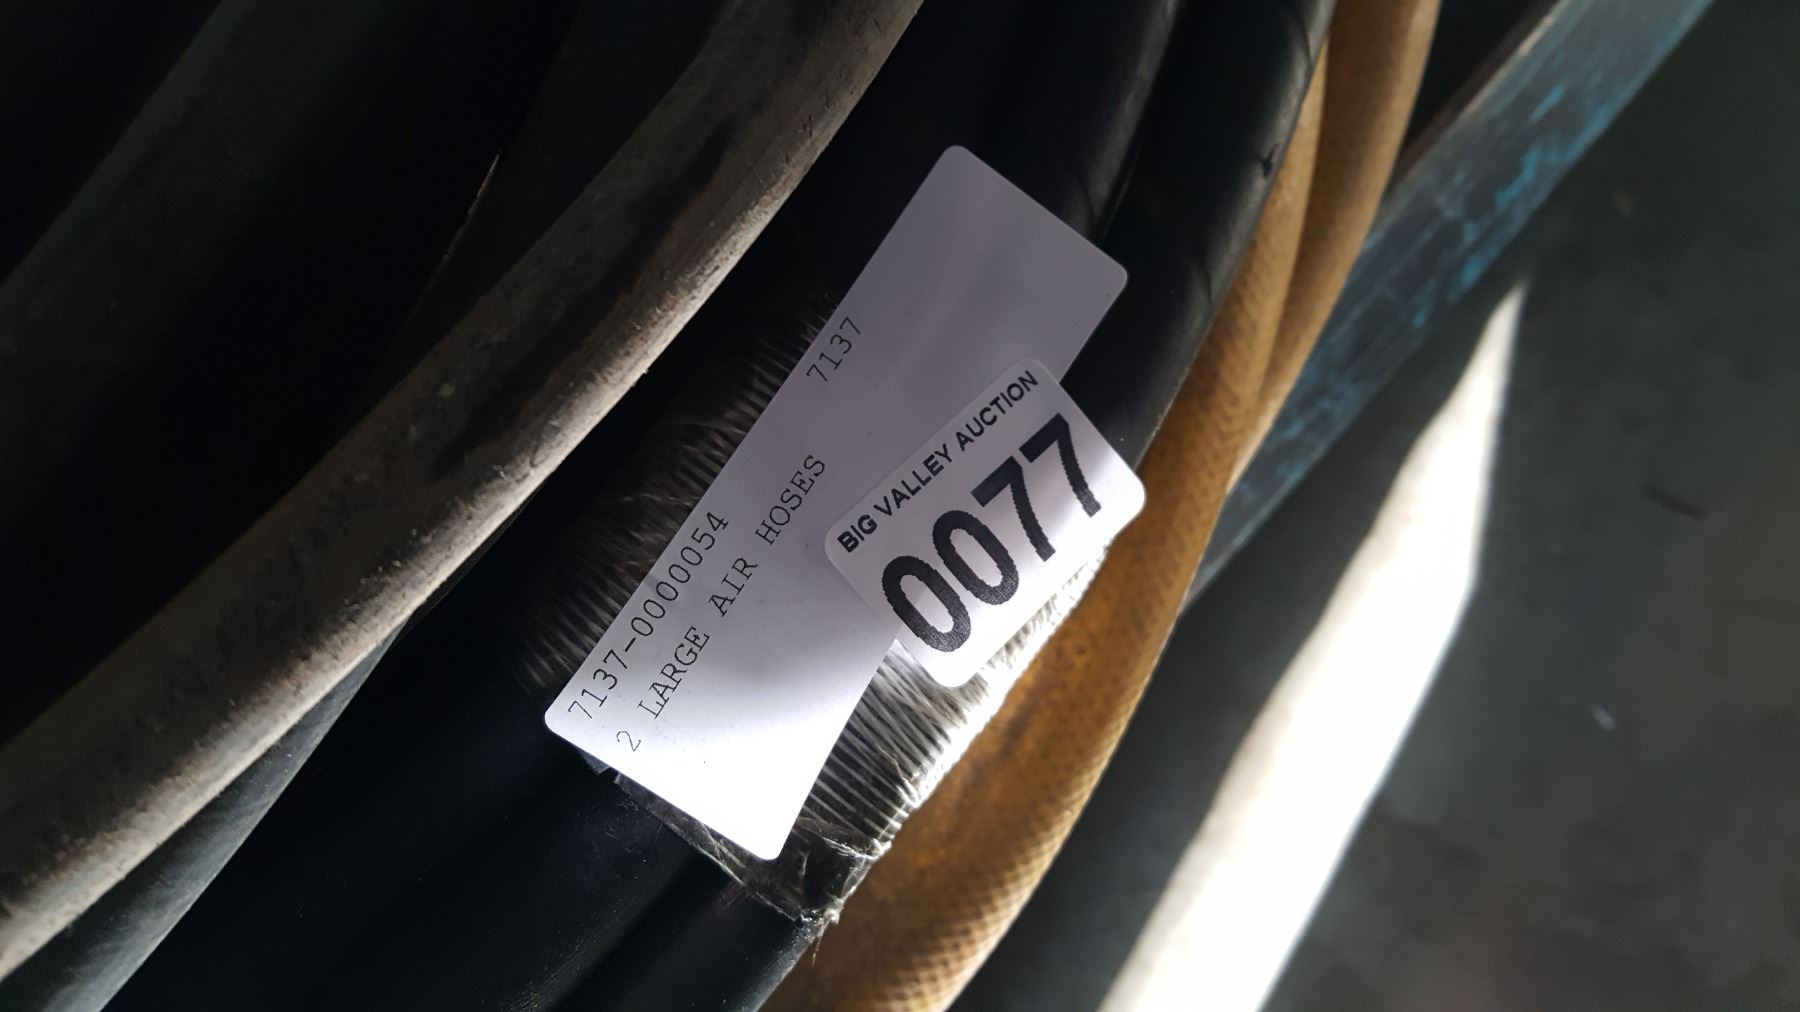 7137-0000054 7137
2 LARGE AIR HOSES
BIG VALLEY AUCTION
0077